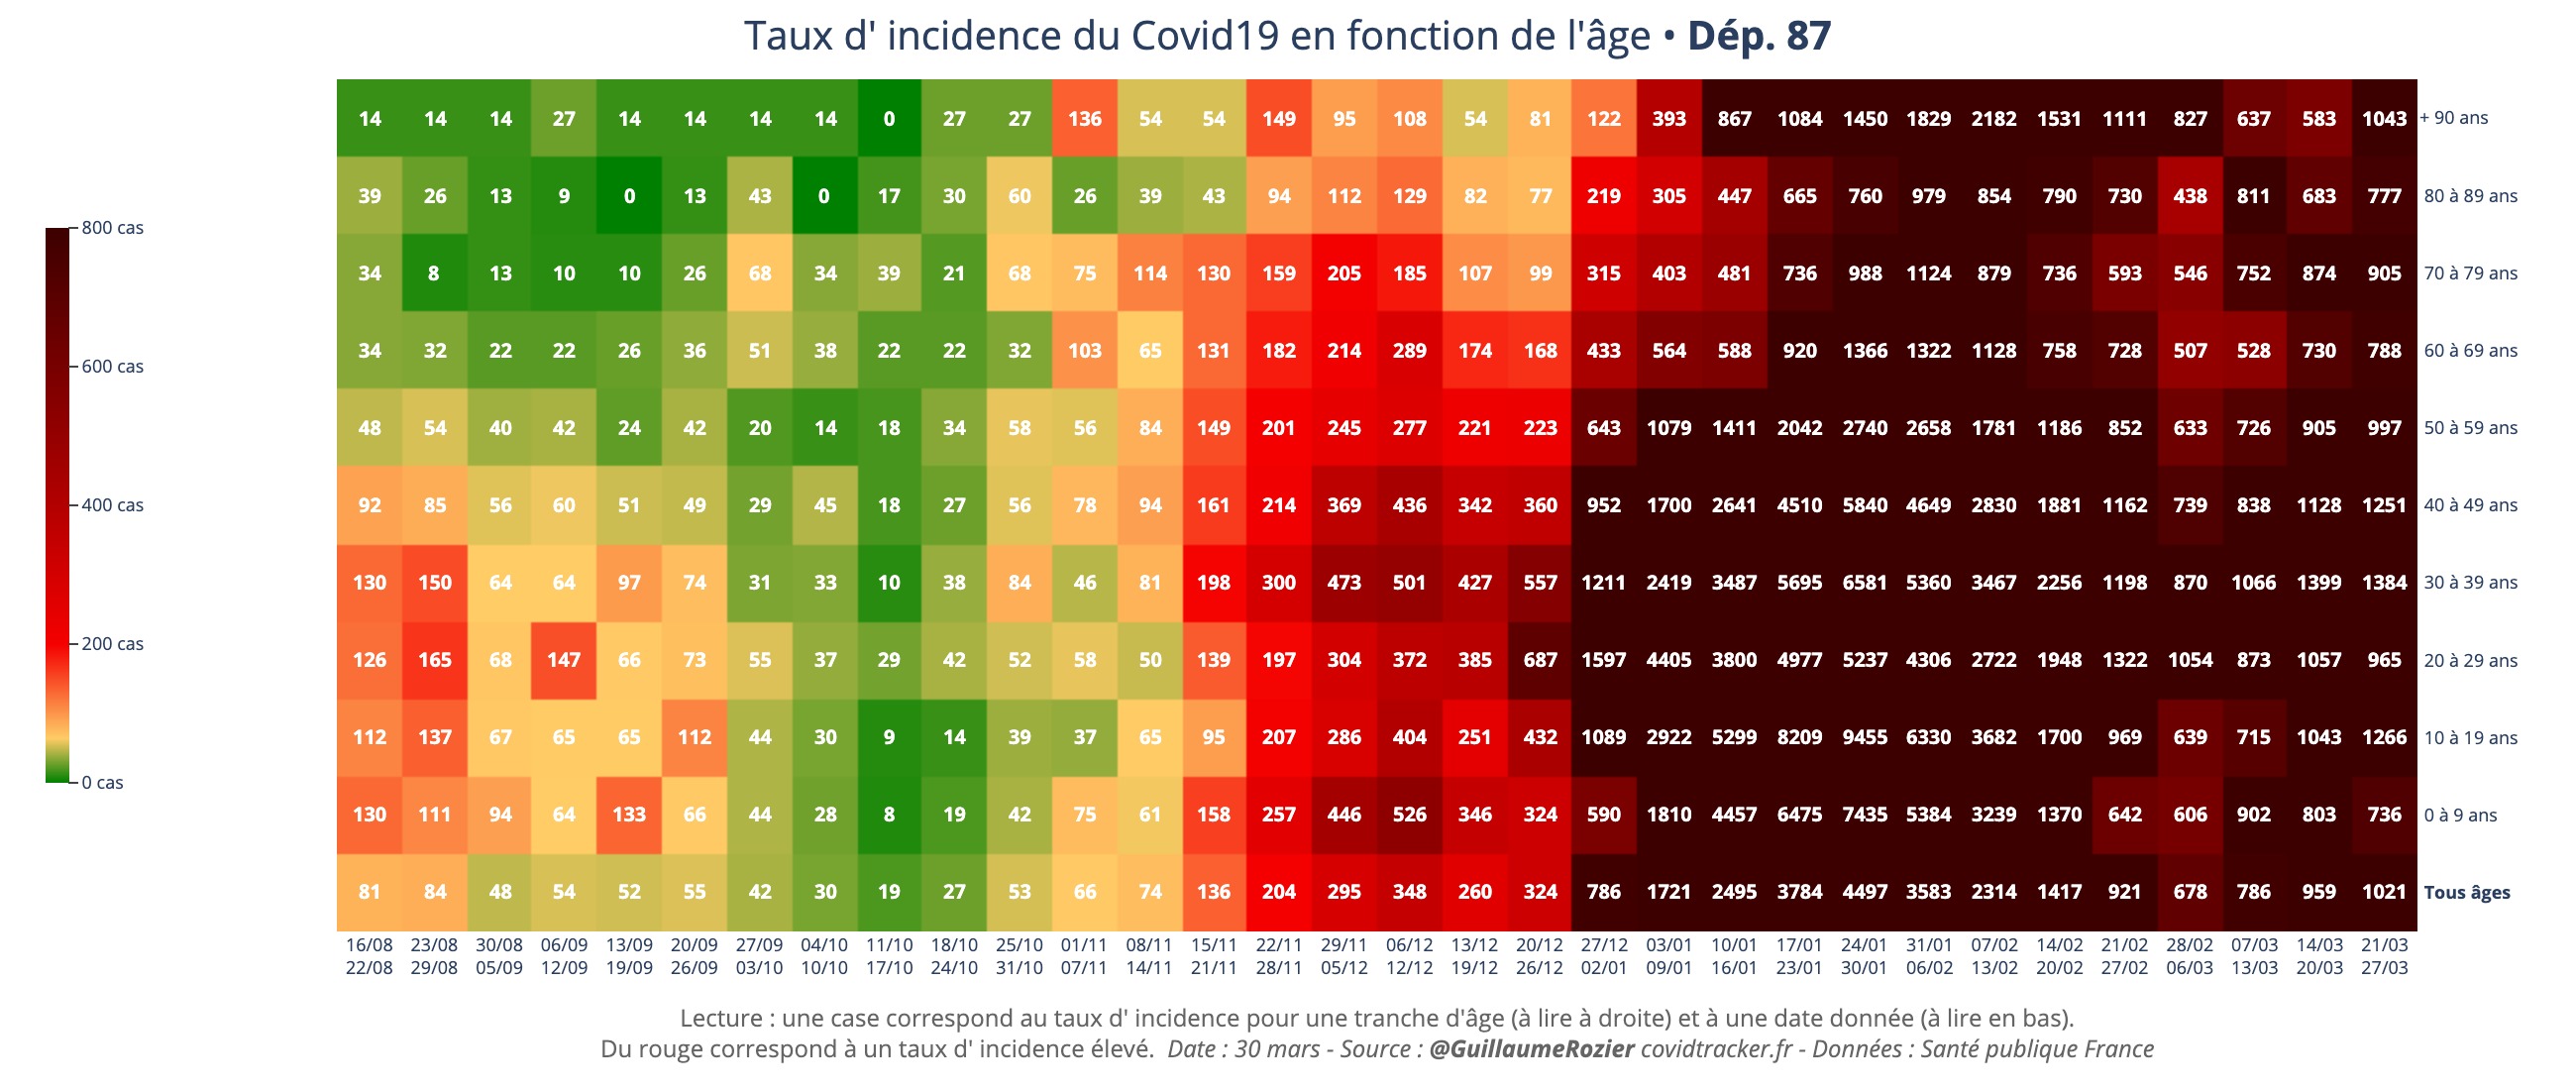 Taux d' incidence du Covid19 en fonction de l'âge • Dép. 87
14 14 14 27 14 14 14 14 0 27 27 136 54 54 149 95 108 54 81 122 393 867 1084 1450 1829 2182 1531 1111 827 637 583 1043 + 90 ans
39 26 13 9 0 13 43 0 17 30 60 26 39 43 94 112 129 82 77 219 305 447 665 760 979 854 790 730 438 811 683 777 80 à 89 ans
800 cas
34 8 13 10 10 26 68 34 39 21 68 75 114 130 159 205 185 107 99 315 403 481 736 988 1124 879 736 593 546 752 874 905 70 à 79 ans
34 32 22 22 26 36 51 38 22 22 32 103 65 131 182 214 289 174 168 433 564 588 920 1366 1322 1128 758 728 507 528 730 788 60 à 69 ans
600 cas
48 54 40 42 24 42 20 14 18 34 58 56 84 149 201 245 277 221 223 643 1079 1411 2042 2740 2658 1781 1186 852 633 726 905 997 50 à 59 ans
400 cas
92 85 56 60 51 49 29 45 18 27 56 78 94 161 214 369 436 342 360 952 1700 2641 4510 5840 4649 2830 1881 1162 739 838 1128 1251 40 à 49 ans
130 150 64 64 97 74 31 33 10 38 84 46 81 198 300 473 501 427 557 1211 2419 3487 5695 6581 5360 3467 2256 1198 870 1066 1399 1384 30 à 39 ans
200 cas
126 165 68 147 66 73 55 37 29 42 52 58 50 139 197 304 372 385 687 1597 4405 3800 4977 5237 4306 2722 1948 1322 1054 873 1057 965 20 à 29 ans
112 137 67 65 65 112 44 30 9 14 39 37 65 95 207 286 404 251 432 1089 2922 5299 8209 9455 6330 3682 1700 969 639 715 1043 1266 10 à 19 ans
0 cas
130 111 94 64 133 66 44 28 8 19 42 75 61 158 257 446 526 346 324 590 1810 4457 6475 7435 5384 3239 1370 642 606 902 803 736 0 à 9 ans
81 84 48 54 52 55 42 30 19 27 53 66 74 136 204 295 348 260 324 786 1721 2495 3784 4497 3583 2314 1417 921 678 786 959 1021 Tous âges
16/08 23/08 30/08 06/09 13/09 20/09 27/09 04/10 11/10 18/10 25/10 01/11 08/11 15/11 22/11 29/11 06/12 13/12 20/12 27/12 03/01 10/01 17/01 24/01 31/01 07/02 14/02 21/02 28/02 07/03 14/03 21/03
22/08 29/08 05/09 12/09 19/09 26/09 03/10 10/10 17/10 24/10 31/10 07/11 14/11 21/11 28/11 05/12 12/12 19/12 26/12 02/01 09/01 16/01 23/01 30/01 06/02 13/02 20/02 27/02 06/03 13/03 20/03 27/03
Lecture : une case correspond au taux d' incidence pour une tranche d'âge (à lire à droite) et à une date donnée (à lire en bas).
Du rouge correspond à un taux d' incidence élevé. Date : 30 mars - Source : @GuillaumeRozier covidtracker.fr - Données : Santé publique France